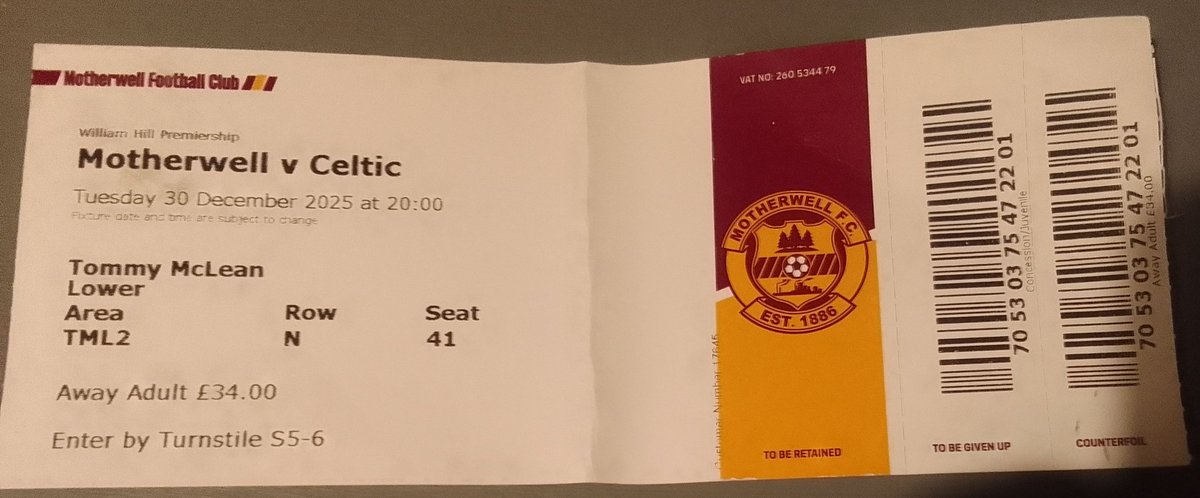 Motherwell Football Club
William Hill Premiership
Motherwell v Celtic
Tuesday 30 December 2025 at 20:00
Fixture date and time are subject to change
Tommy McLean
Lower
Area Row Seat
TML2 N 41
Away Adult £34.00
Enter by Turnstile S5-6
Customer Number
VAT NO: 260 5344 79
MOTHERWELL F.C.
EST. 1886
TO BE RETAINED
70 53 03 75 47 22 01
Concession/Juvenile
TO BE GIVEN UP
70 53 03 75 47 22 01
Away Adult £34.00
COUNTERFOIL